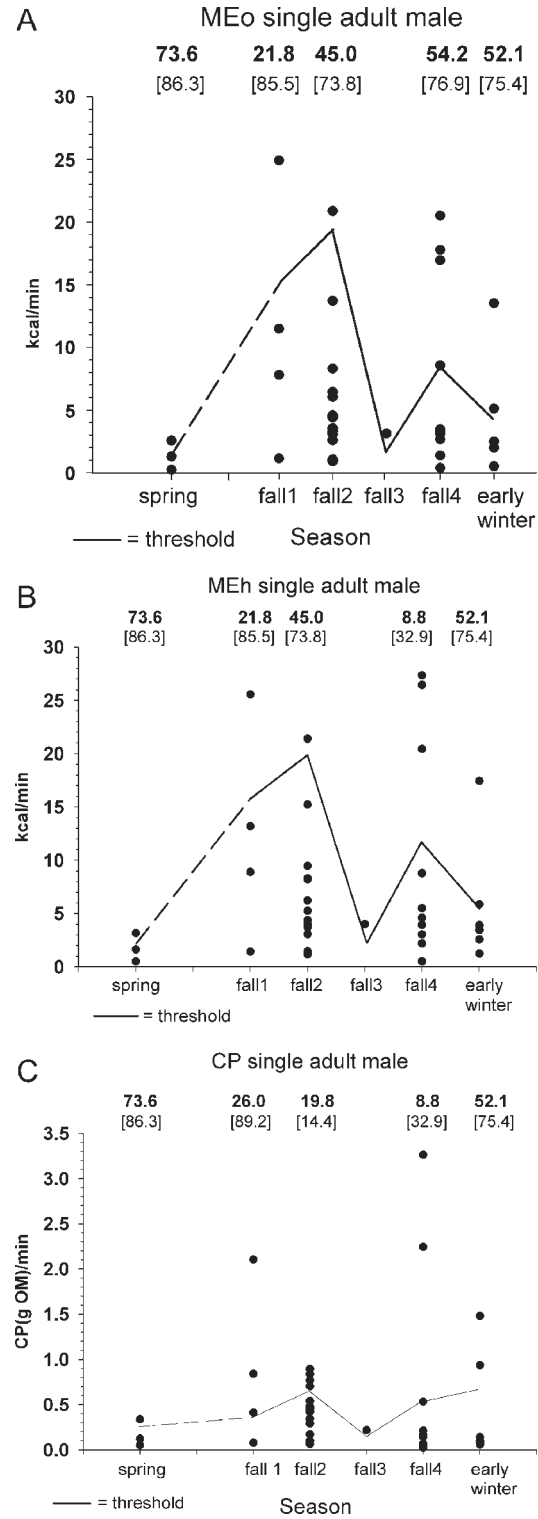 A
MEo single adult male
73.6 21.8 45.0 54.2 52.1
[86.3] [85.5] [73.8] [76.9] [75.4]
30
25
20
15
10
5
0
kcal/min
spring fall1 fall2 fall3 fall4 early
winter
= threshold Season
B
MEh single adult male
73.6 21.8 45.0 8.8 52.1
[86.3] [85.5] [73.8] [32.9] [75.4]
30
25
20
15
10
5
0
kcal/min
spring fall1 fall2 fall3 fall4 early
winter
= threshold
C
CP single adult male
73.6 26.0 19.8 8.8 52.1
[86.3] [89.2] [14.4] [32.9] [75.4]
3.5
3.0
2.5
2.0
1.5
1.0
0.5
0.0
CP(g OM)/min
spring fall 1 fall2 fall3 fall4 early
winter
= threshold Season